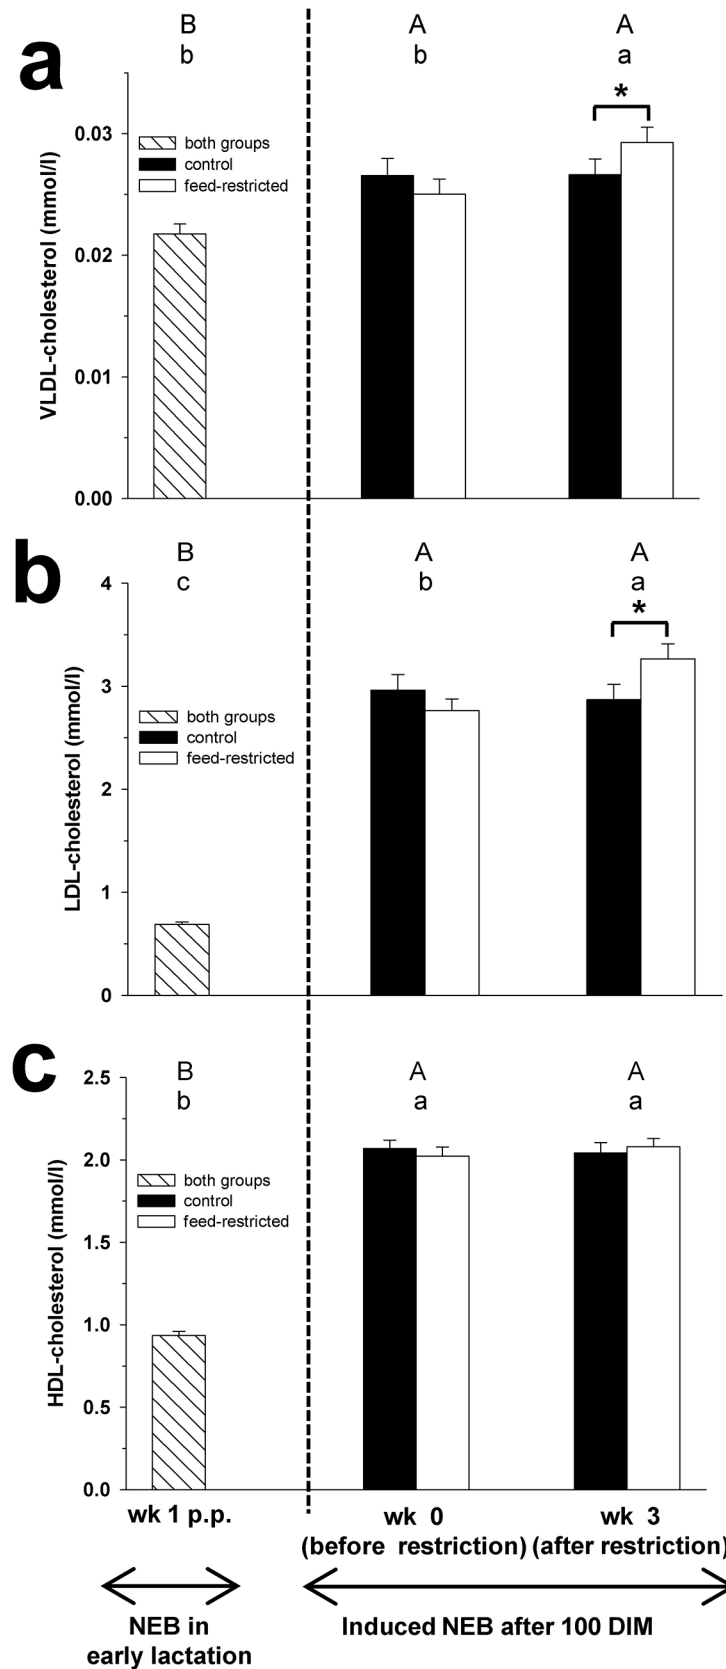 a
B A A
b b a
*
VLDL-cholesterol (mmol/l)
0.03
0.02
0.01
0.00
both groups
control
feed-restricted
b
B A A
c b a
*
LDL-cholesterol (mmol/l)
4
3
2
1
0
both groups
control
feed-restricted
c
B A A
b a a
HDL-cholesterol (mmol/l)
2.5
2.0
1.5
1.0
0.5
0.0
both groups
control
feed-restricted
wk 1 p.p. wk 0 wk 3
(before restriction) (after restriction)
NEB in
early lactation
Induced NEB after 100 DIM